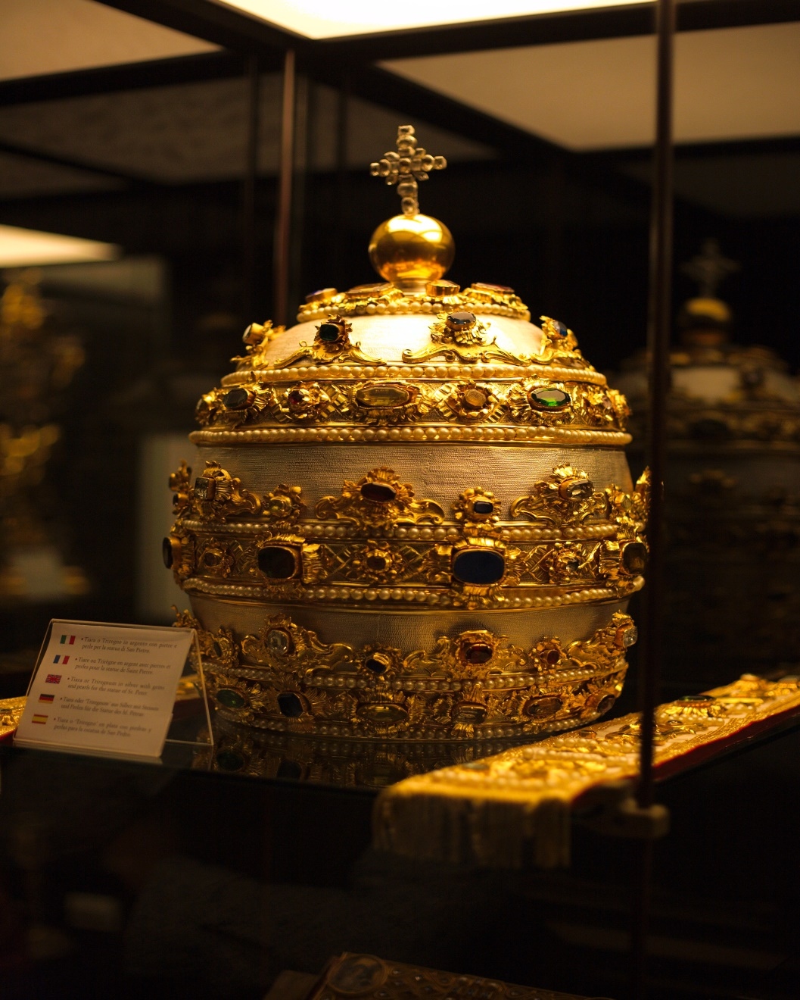 • Tiara o Triregno in argento con pietre e
perle per la statua di San Pietro.
• Tiare ou Trirègne en argent avec pierres et
perles pour la statue de Saint Pierre.
• Tiara or Triregnum in silver with gems
and pearls for the statue of St. Peter
• Tiara oder "Triregnum" aus Silber mit Steinen
und Perlen für die Statue des Hl. Petrus
• Tiara o "Triregno" en plata con piedras y
perlas para la estatua de San Pedro.